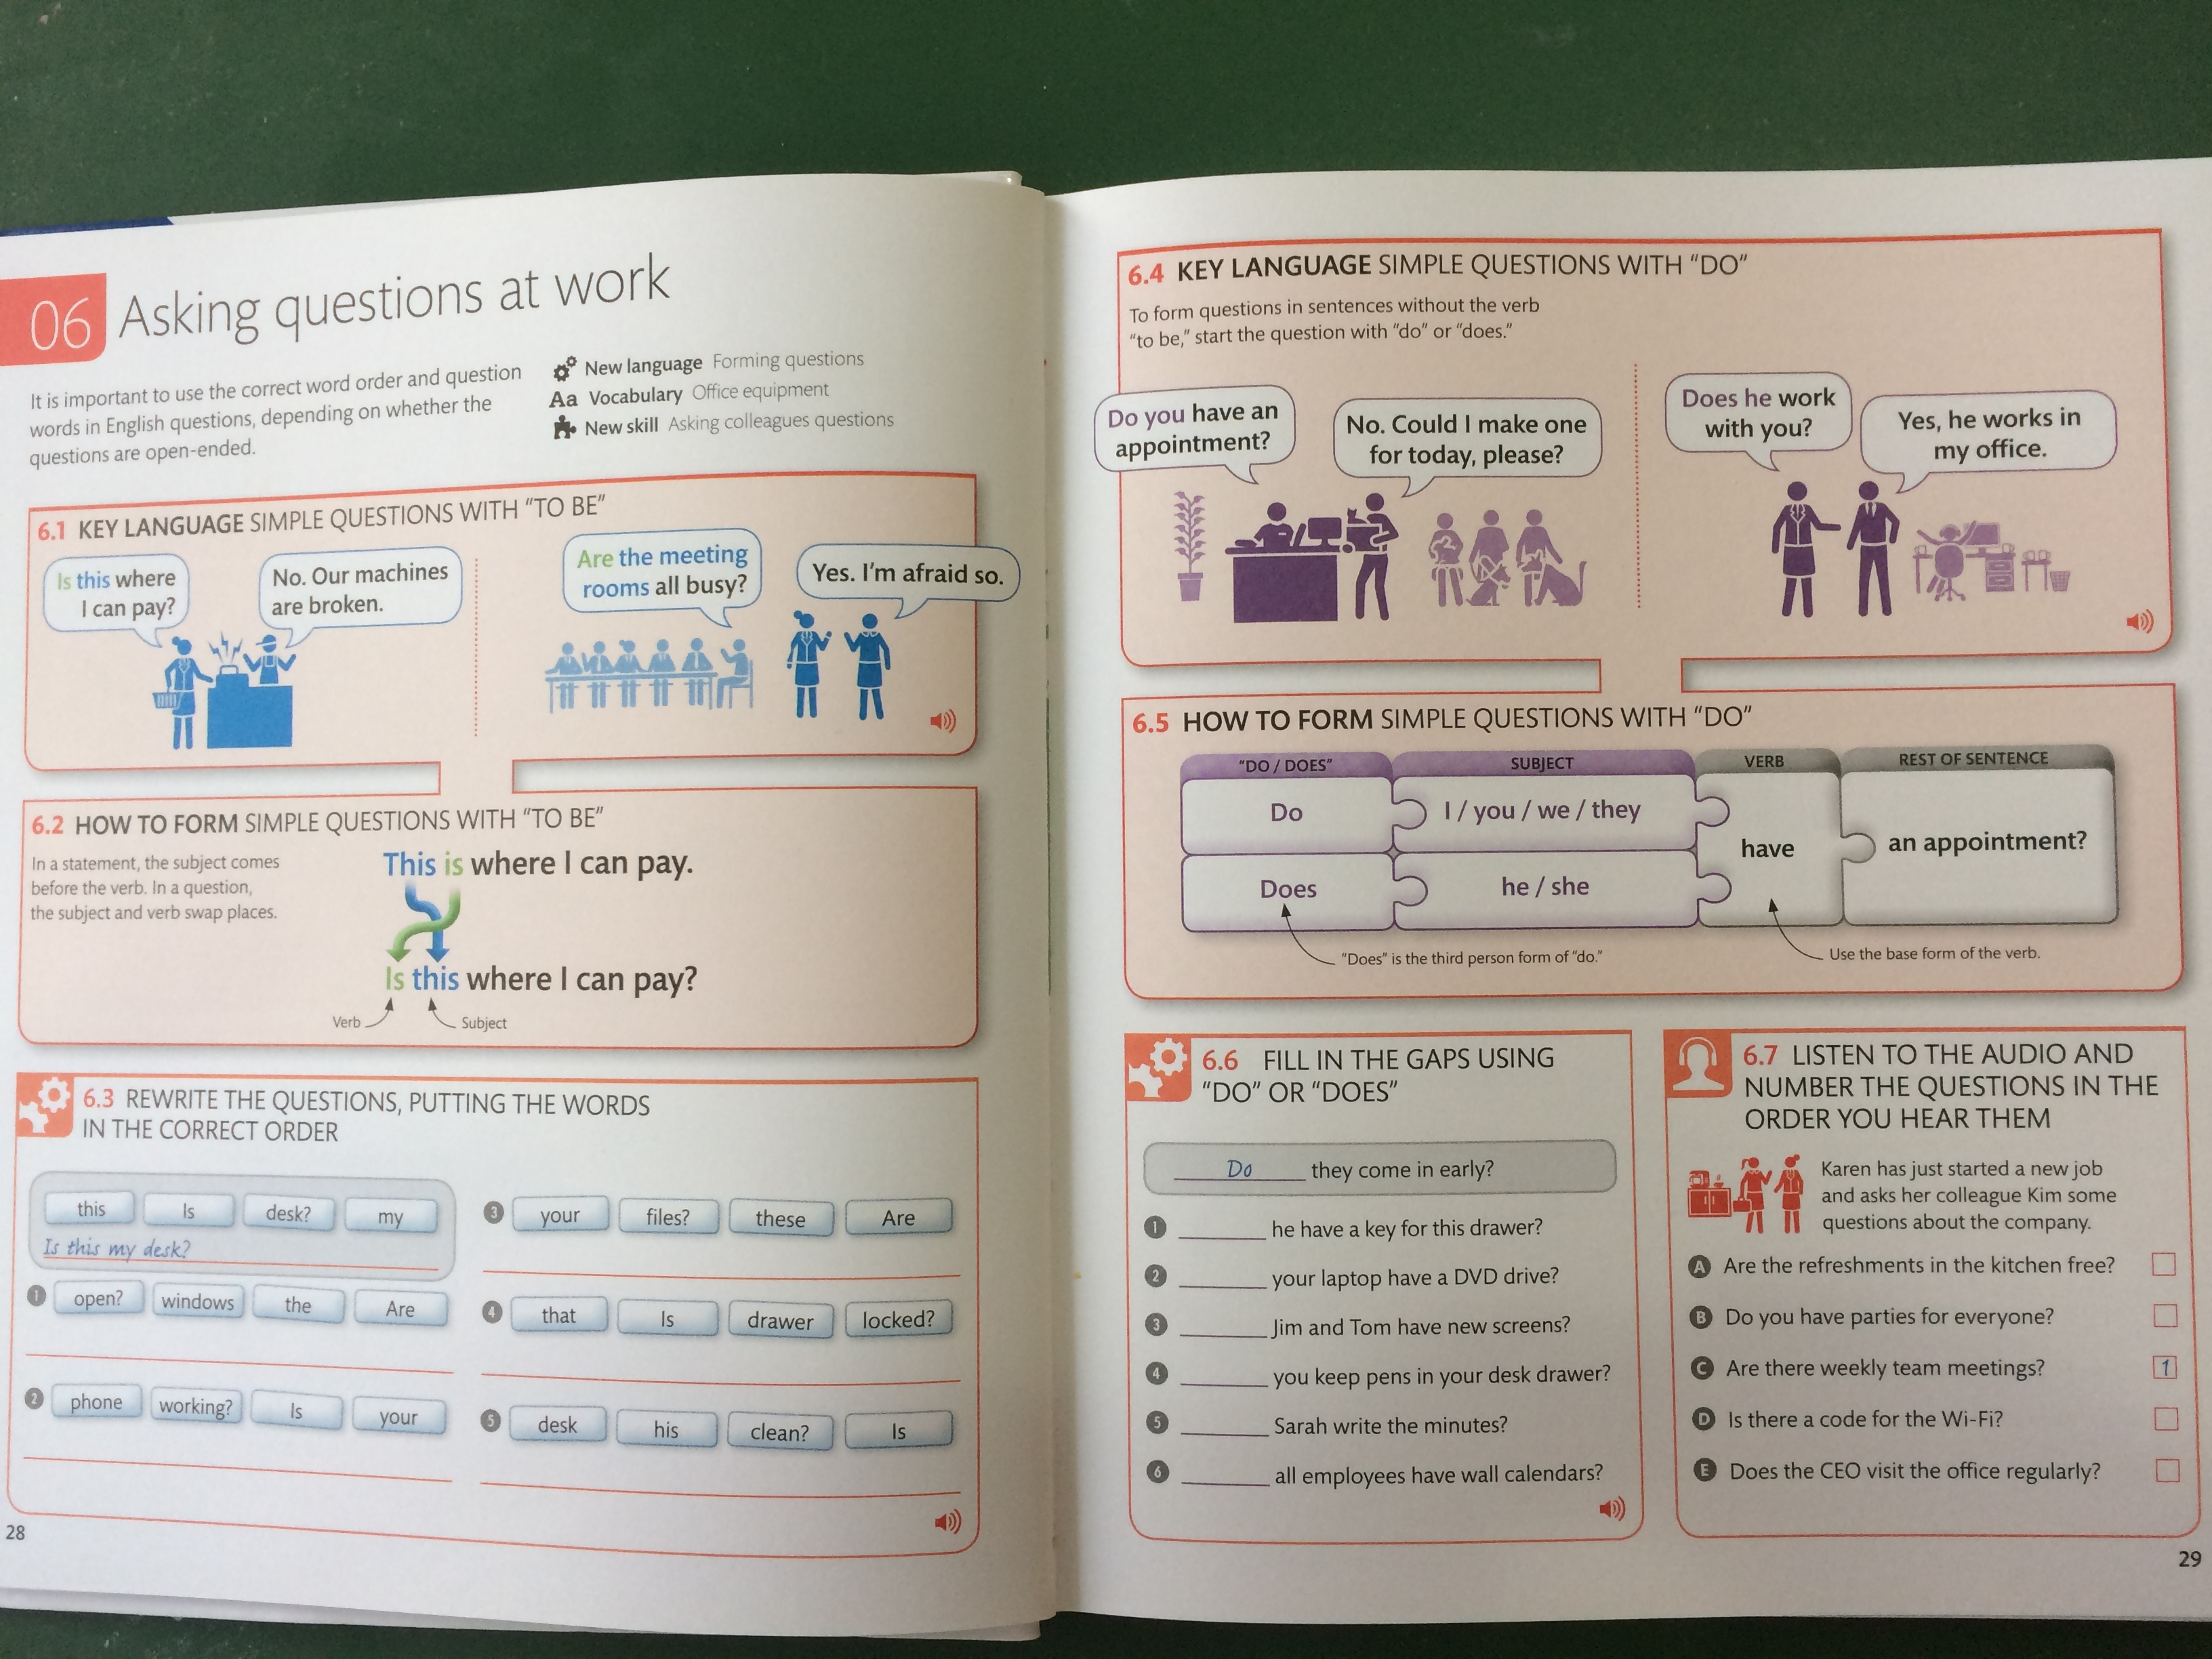 06 Asking questions at work
It is important to use the correct word order and question
words in English questions, depending on whether the
questions are open-ended.
New language Forming questions
Aa Vocabulary Office equipment
New skill Asking colleagues questions
6.1 KEY LANGUAGE SIMPLE QUESTIONS WITH "TO BE"
Is this where
I can pay?
No. Our machines
are broken.
Are the meeting
rooms all busy?
Yes. I'm afraid so.
6.2 HOW TO FORM SIMPLE QUESTIONS WITH "TO BE"
In a statement, the subject comes
before the verb. In a question,
the subject and verb swap places.
This is where I can pay.
Is this where I can pay?
Verb
Subject
6.3 REWRITE THE QUESTIONS, PUTTING THE WORDS
IN THE CORRECT ORDER
this Is desk? my
Is this my desk?
1 open? windows the Are
2 phone working? Is your
3 your files? these Are
4 that Is drawer locked?
5 desk his clean? Is
28
6.4 KEY LANGUAGE SIMPLE QUESTIONS WITH "DO"
To form questions in sentences without the verb
"to be," start the question with "do" or "does."
Do you have an
appointment?
No. Could I make one
for today, please?
Does he work
with you?
Yes, he works in
my office.
6.5 HOW TO FORM SIMPLE QUESTIONS WITH "DO"
"DO / DOES" SUBJECT VERB REST OF SENTENCE
Do I / you / we / they
have an appointment?
Does he / she
"Does" is the third person form of "do."
Use the base form of the verb.
6.6 FILL IN THE GAPS USING
"DO" OR "DOES"
Do they come in early?
1 he have a key for this drawer?
2 your laptop have a DVD drive?
3 Jim and Tom have new screens?
4 you keep pens in your desk drawer?
5 Sarah write the minutes?
6 all employees have wall calendars?
6.7 LISTEN TO THE AUDIO AND
NUMBER THE QUESTIONS IN THE
ORDER YOU HEAR THEM
Karen has just started a new job
and asks her colleague Kim some
questions about the company.
A Are the refreshments in the kitchen free?
B Do you have parties for everyone?
C Are there weekly team meetings? 1
D Is there a code for the Wi-Fi?
E Does the CEO visit the office regularly?
29